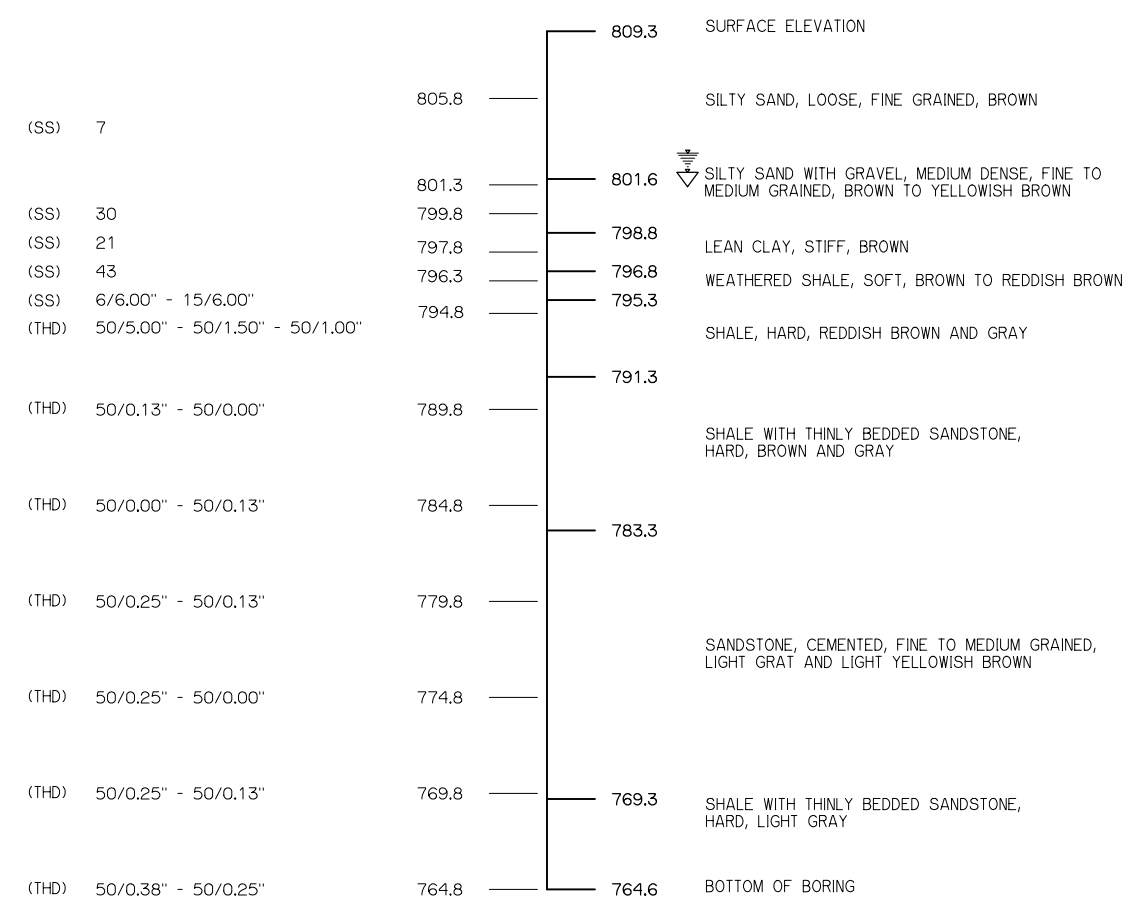 809.3 SURFACE ELEVATION
805.8 SILTY SAND, LOOSE, FINE GRAINED, BROWN
(SS) 7
801.3 801.6 SILTY SAND WITH GRAVEL, MEDIUM DENSE, FINE TO
MEDIUM GRAINED, BROWN TO YELLOWISH BROWN
(SS) 30 799.8
798.8
(SS) 21 797.8 LEAN CLAY, STIFF, BROWN
(SS) 43 796.3 796.8 WEATHERED SHALE, SOFT, BROWN TO REDDISH BROWN
(SS) 6/6.00" - 15/6.00" 795.3
794.8
(THD) 50/5.00" - 50/1.50" - 50/1.00" SHALE, HARD, REDDISH BROWN AND GRAY
791.3
(THD) 50/0.13" - 50/0.00" 789.8
SHALE WITH THINLY BEDDED SANDSTONE,
HARD, BROWN AND GRAY
(THD) 50/0.00" - 50/0.13" 784.8
783.3
(THD) 50/0.25" - 50/0.13" 779.8
SANDSTONE, CEMENTED, FINE TO MEDIUM GRAINED,
LIGHT GRAT AND LIGHT YELLOWISH BROWN
(THD) 50/0.25" - 50/0.00" 774.8
(THD) 50/0.25" - 50/0.13" 769.8 769.3 SHALE WITH THINLY BEDDED SANDSTONE,
HARD, LIGHT GRAY
(THD) 50/0.38" - 50/0.25" 764.8 764.6 BOTTOM OF BORING